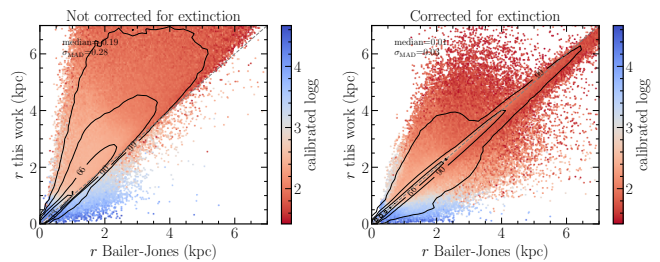 Not corrected for extinction
median=0.19
σMAD=0.28
r this work (kpc)
0 2 4 6
0 2 4 6
r Bailer-Jones (kpc)
calibrated logg
4
3
2
Corrected for extinction
r this work (kpc)
0 2 4 6
0 2 4 6
r Bailer-Jones (kpc)
calibrated logg
4
3
2